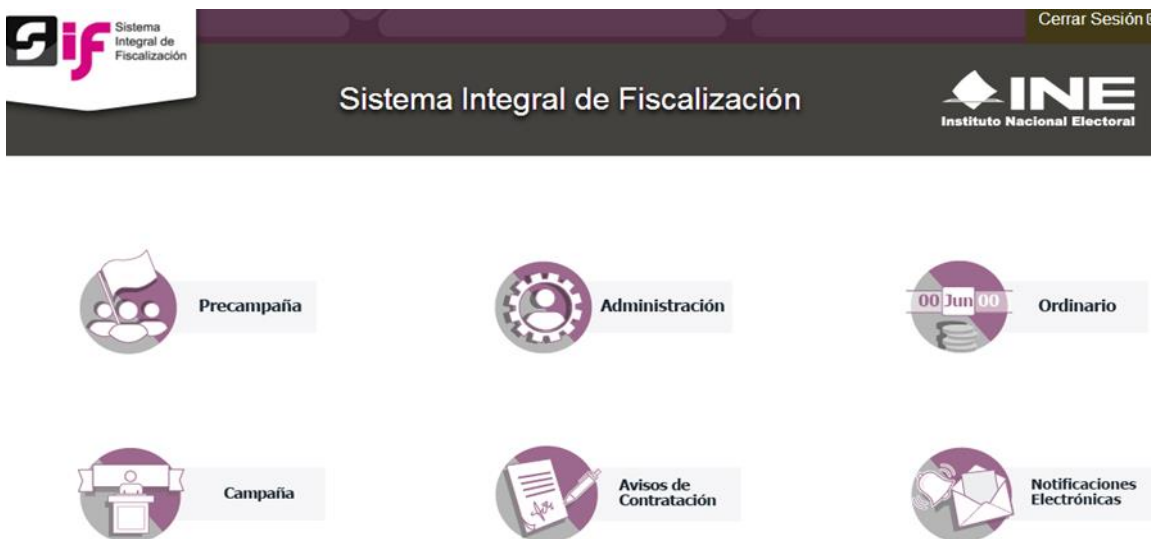 Sif
Sistema
Integral de
Fiscalización
Cerrar Sesión
Sistema Integral de Fiscalización
INE
Instituto Nacional Electoral
Precampaña
Administración
00 Jun 00
Ordinario
Campaña
Avisos de
Contratación
Notificaciones
Electrónicas